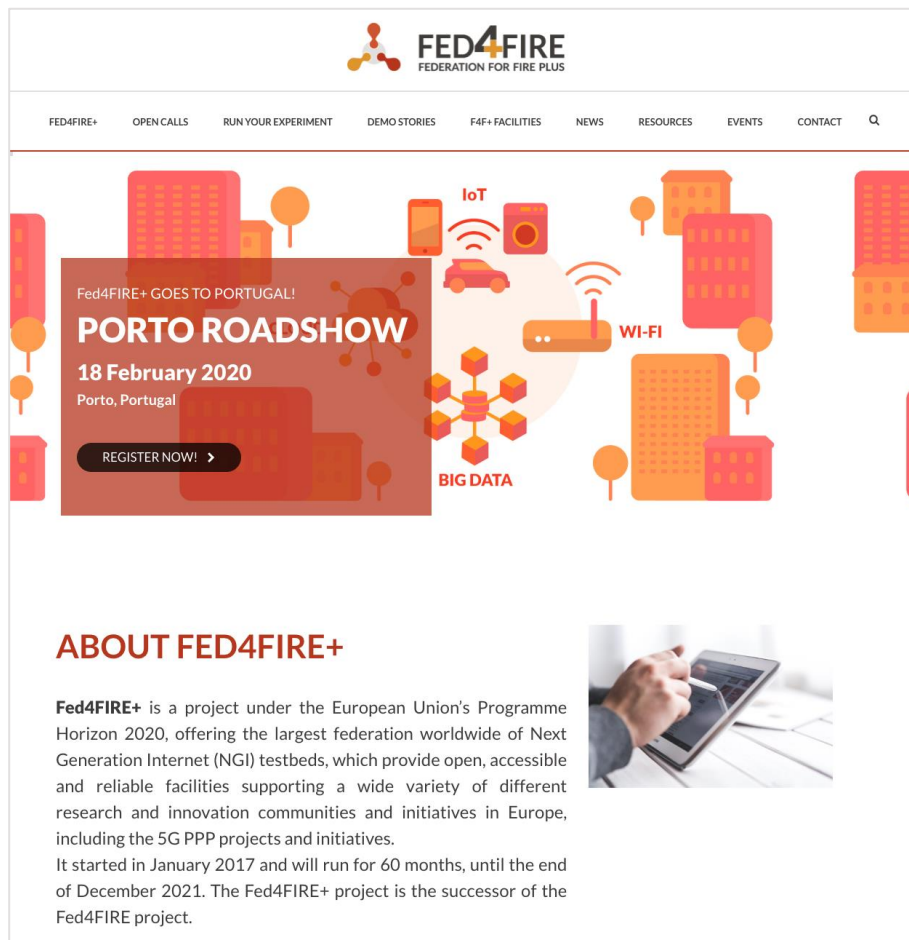 FED4FIRE
FEDERATION FOR FIRE PLUS
FED4FIRE+ OPEN CALLS RUN YOUR EXPERIMENT DEMO STORIES F4F+ FACILITIES NEWS RESOURCES EVENTS CONTACT
IoT
Fed4FIRE+ GOES TO PORTUGAL!
PORTO ROADSHOW
WI-FI
18 February 2020
Porto, Portugal
REGISTER NOW!
BIG DATA
ABOUT FED4FIRE+
Fed4FIRE+ is a project under the European Union's Programme
Horizon 2020, offering the largest federation worldwide of Next
Generation Internet (NGI) testbeds, which provide open, accessible
and reliable facilities supporting a wide variety of different
research and innovation communities and initiatives in Europe,
including the 5G PPP projects and initiatives.
It started in January 2017 and will run for 60 months, until the end
of December 2021. The Fed4FIRE+ project is the successor of the
Fed4FIRE project.